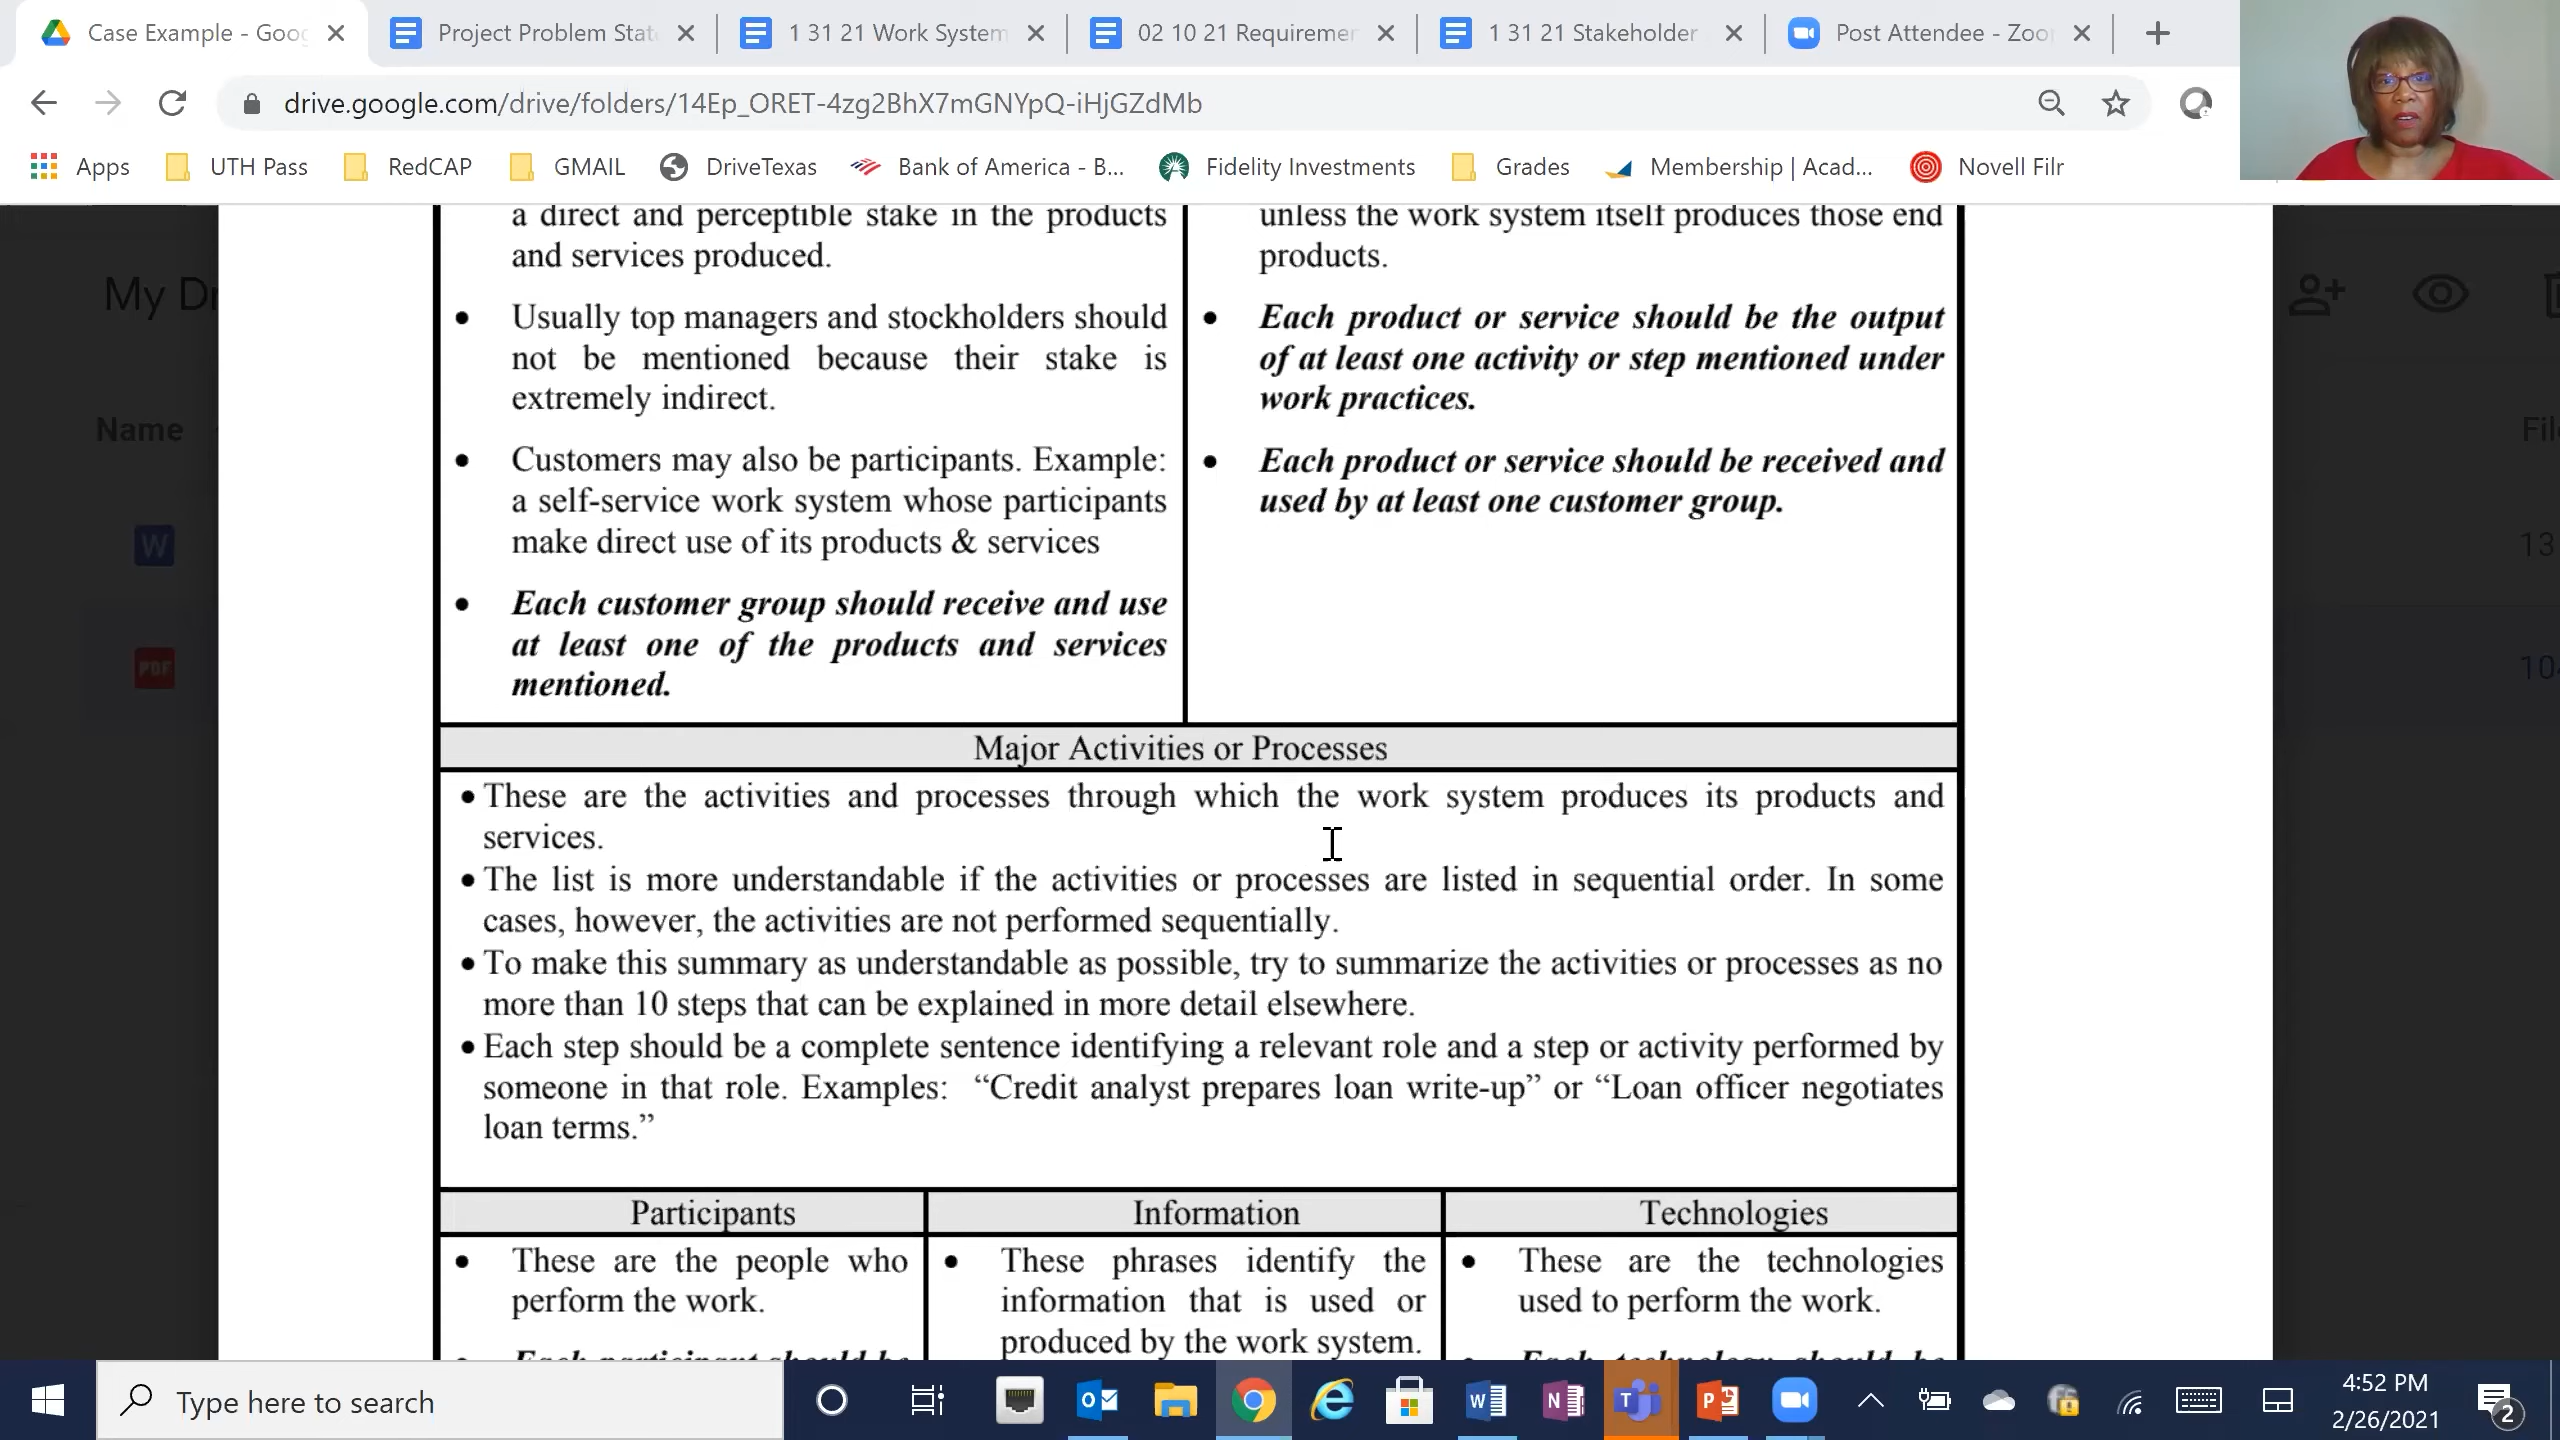 Case Example - Goog
Project Problem State
1 31 21 Work System
02 10 21 Requiremen
1 31 21 Stakeholder
Post Attendee - Zoo
drive.google.com/drive/folders/14Ep_ORET-4zg2BhX7mGNYpQ-iHjGZdMb
Apps
UTH Pass
RedCAP
GMAIL
DriveTexas
Bank of America - B...
Fidelity Investments
Grades
Membership | Acad...
Novell Filr
My Dr
Name
W
PDF
File
13
10
a direct and perceptible stake in the products
and services produced.
• Usually top managers and stockholders should
not be mentioned because their stake is
extremely indirect.
• Customers may also be participants. Example:
a self-service work system whose participants
make direct use of its products & services
• Each customer group should receive and use
at least one of the products and services
mentioned.
unless the work system itself produces those end
products.
• Each product or service should be the output
of at least one activity or step mentioned under
work practices.
• Each product or service should be received and
used by at least one customer group.
Major Activities or Processes
• These are the activities and processes through which the work system produces its products and
services.
• The list is more understandable if the activities or processes are listed in sequential order. In some
cases, however, the activities are not performed sequentially.
• To make this summary as understandable as possible, try to summarize the activities or processes as no
more than 10 steps that can be explained in more detail elsewhere.
• Each step should be a complete sentence identifying a relevant role and a step or activity performed by
someone in that role. Examples: “Credit analyst prepares loan write-up” or “Loan officer negotiates
loan terms.”
Participants
• These are the people who
perform the work.
• Each participant should be
Information
• These phrases identify the
information that is used or
produced by the work system.
Technologies
• These are the technologies
used to perform the work.
• Each technology should be
Type here to search
4:52 PM
2/26/2021
2